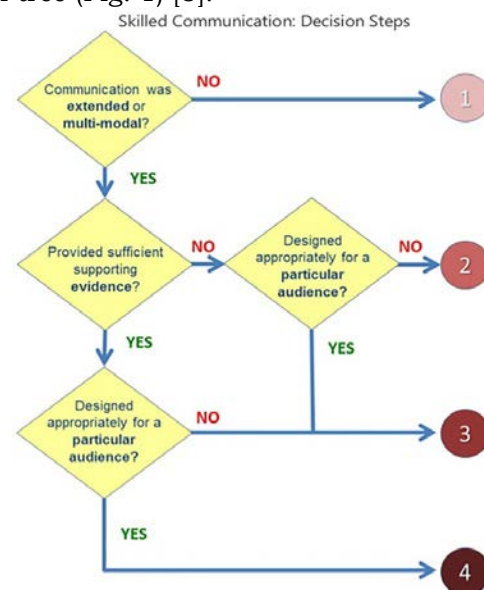 Skilled Communication: Decision Steps
Communication was
extended or
multi-modal?
NO
1
YES
Provided sufficient
supporting
evidence?
NO
Designed
appropriately for a
particular
audience?
NO
2
YES
YES
Designed
appropriately for a
particular
audience?
NO
3
YES
4